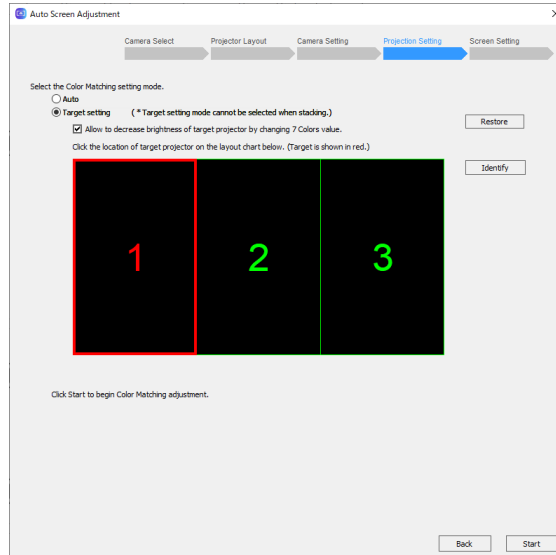 Auto Screen Adjustment
Camera Select Projector Layout Camera Setting Projection Setting Screen Setting
Select the Color Matching setting mode.
Auto
Target setting ( * Target setting mode cannot be selected when stacking.)
Restore
Allow to decrease brightness of target projector by changing 7 Colors value.
Click the location of target projector on the layout chart below. (Target is shown in red.)
Identify
1 2 3
Click Start to begin Color Matching adjustment.
Back Start